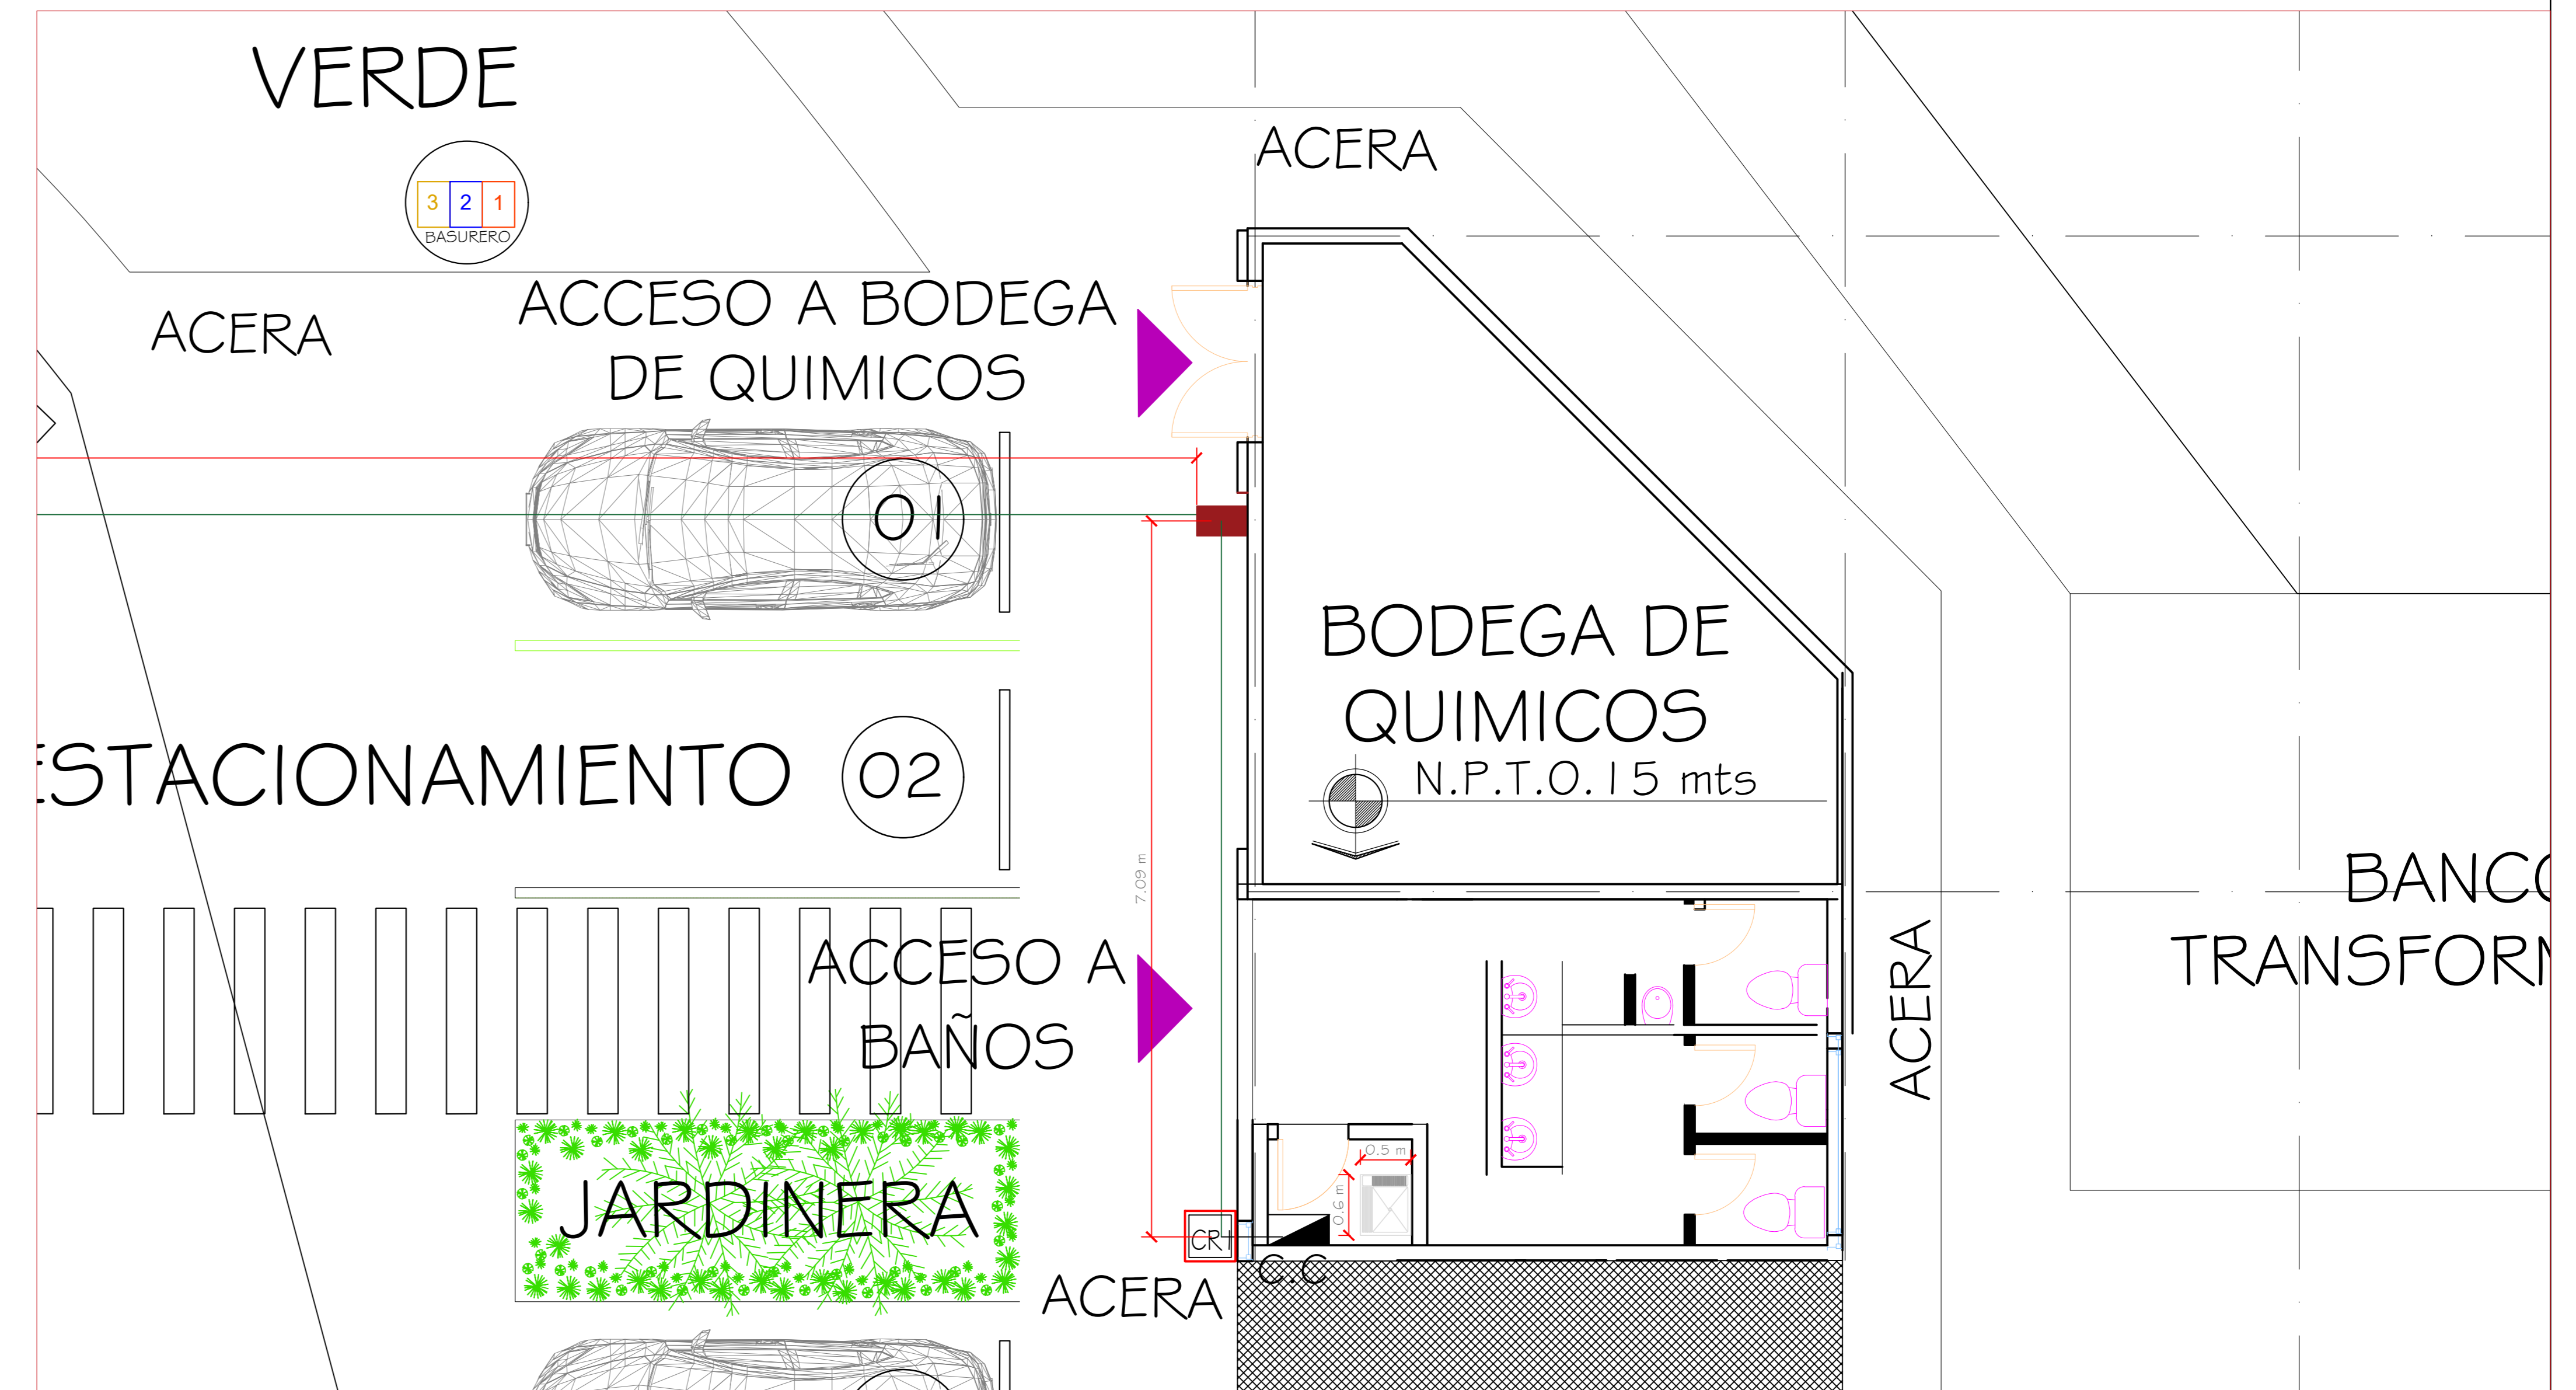 VERDE
3 2 1
BASURERO
ACERA
ACERA
ACCESO A BODEGA
DE QUIMICOS
01
BODEGA DE
QUIMICOS
N.P.T.0.15 mts
ESTACIONAMIENTO
02
7.09 m
BANCO
TRANSFORM
ACCESO A
BAÑOS
ACERA
0.5 m
0.6 m
JARDINERA
CR1
C.C
ACERA